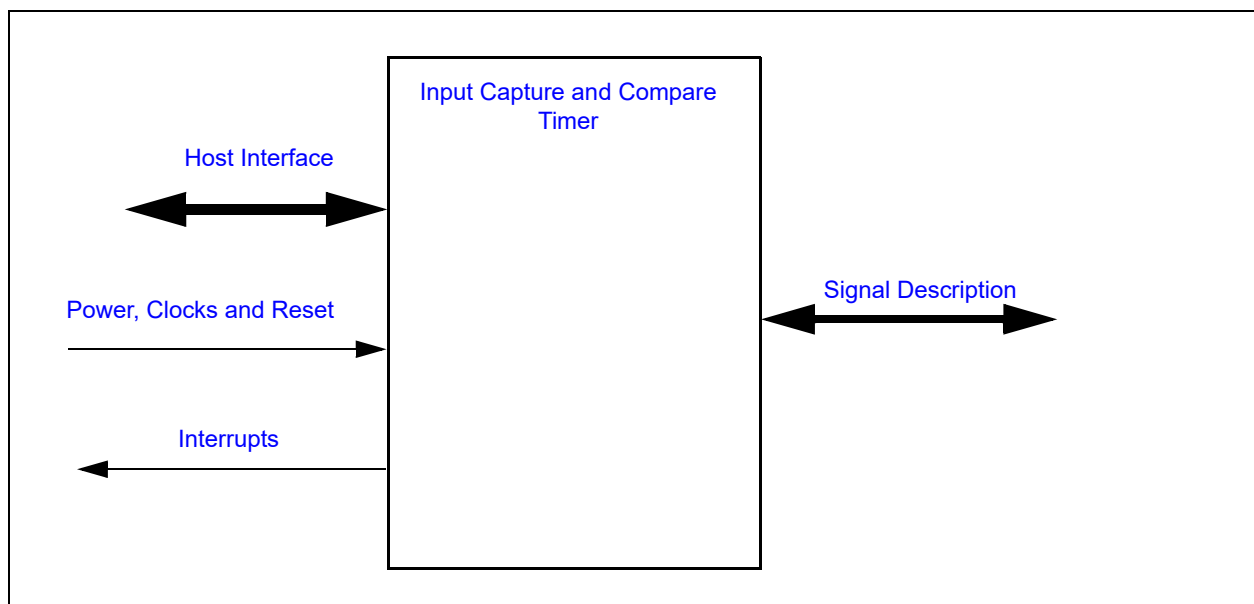 Input Capture and Compare
Timer
Host Interface
Signal Description
Power, Clocks and Reset
Interrupts